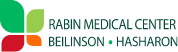 RABIN MEDICAL CENTER
BEILINSON • HASHARON